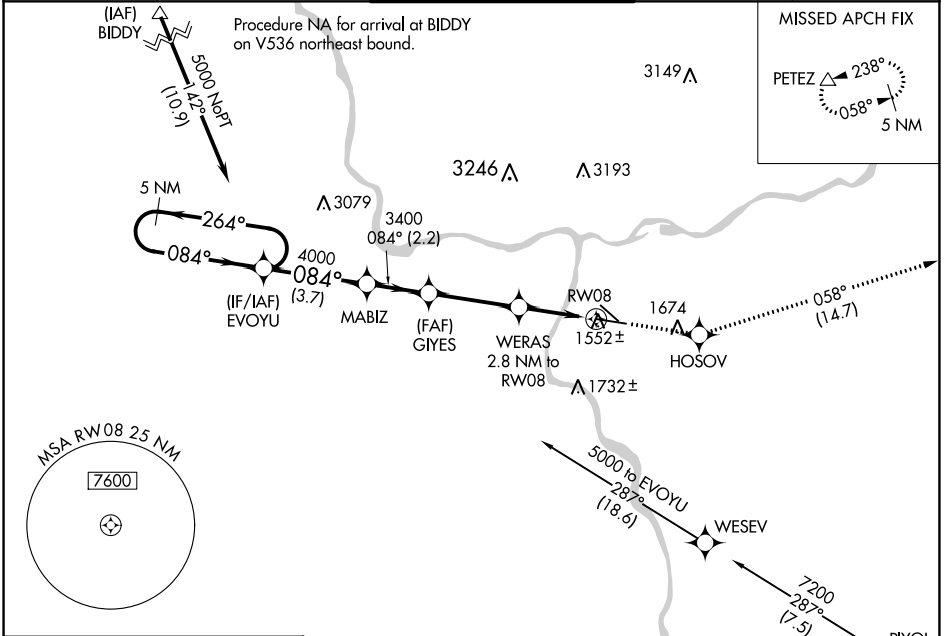 (IAF)
BIDDY
Procedure NA for arrival at BIDDY
on V536 northeast bound.
5000 NoPT
142°
(10.9)
MISSED APCH FIX
PETEZ
238°
058°
5 NM
3149
3246
3193
3079
5 NM
264°
084°
(IF/IAF)
EVOYU
4000
084°
(3.7)
3400
084° (2.2)
MABIZ
(FAF)
GIYES
WERAS
2.8 NM to
RW08
RW08
1552±
1674
HOSOV
058°
(14.7)
1732±
MSA RW08 25 NM
7600
5000 to EVOYU
287°
(18.6)
WESEV
7200
287°
(7.5)